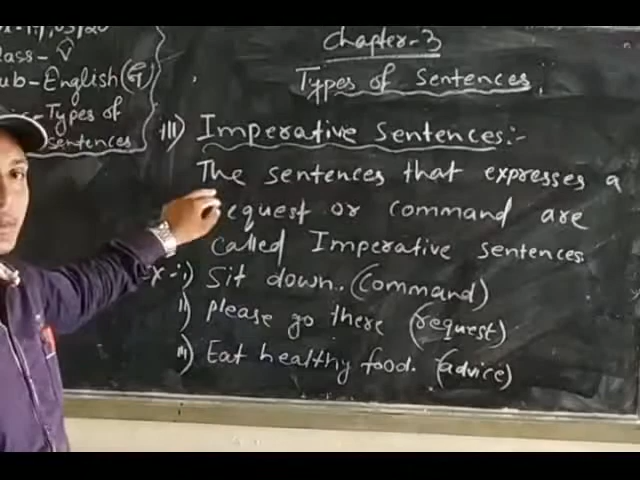 Class - V
Sub - English (G)
Types of
Sentences
Chapter-3
Types of Sentences
III) Imperative Sentences:-
The sentences that expresses a
request or command are
called Imperative sentences
Ex-: i) Sit down. (Command)
ii) please go there (request)
iii) Eat healthy food. (advice)